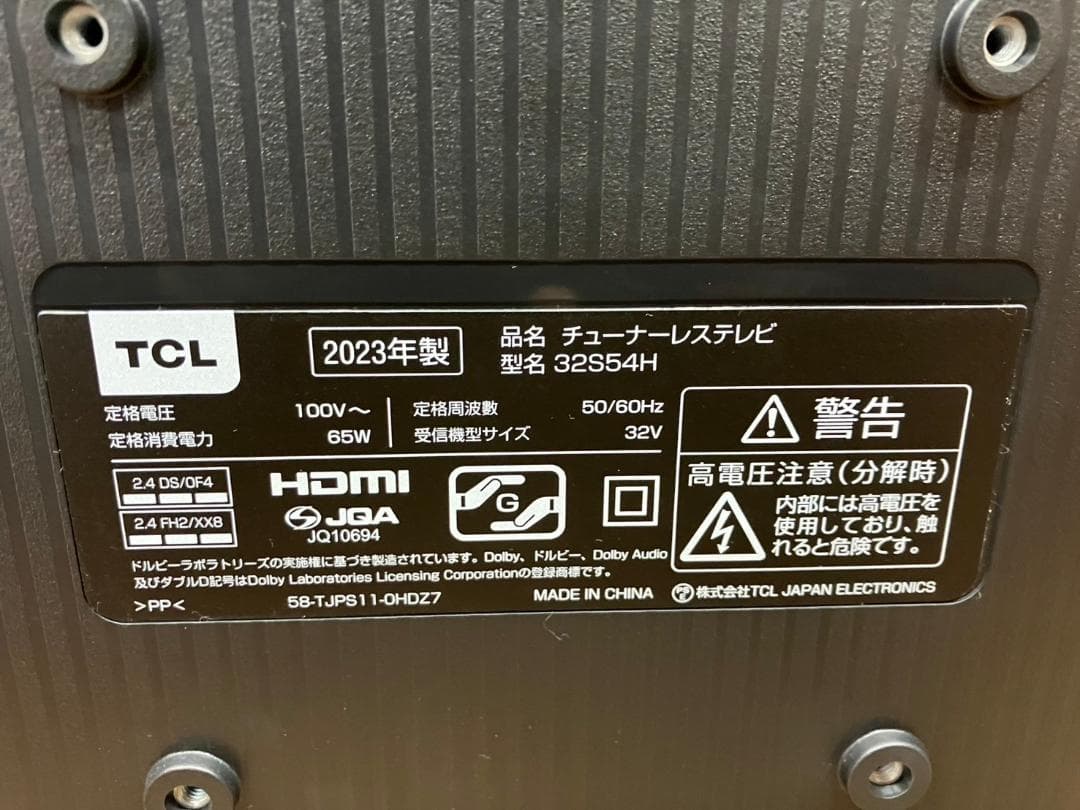 TCL
2023年製
品名 チューナーレステレビ
型名 32S54H
定格電圧 100V～
定格消費電力 65W
定格周波數 50/60Hz
受信機型サイズ 32V
2.4 DS/OF4
2.4 FH2/XX8
HDMI
JQA
JQ10694
G
警告
高電圧注意(分解時)
内部には高電圧を
使用しており、触
れると危険です。
ドルビーラボラトリーズの実施権に基づき製造されています。Dolby、ドルビー、Dolby Audio
及びダブルD記号はDolby Laboratories Licensing Corporationの登録商標です。
>PP<
58-TJPS11-0HDZ7
MADE IN CHINA
株式会社TCL JAPAN ELECTRONICS